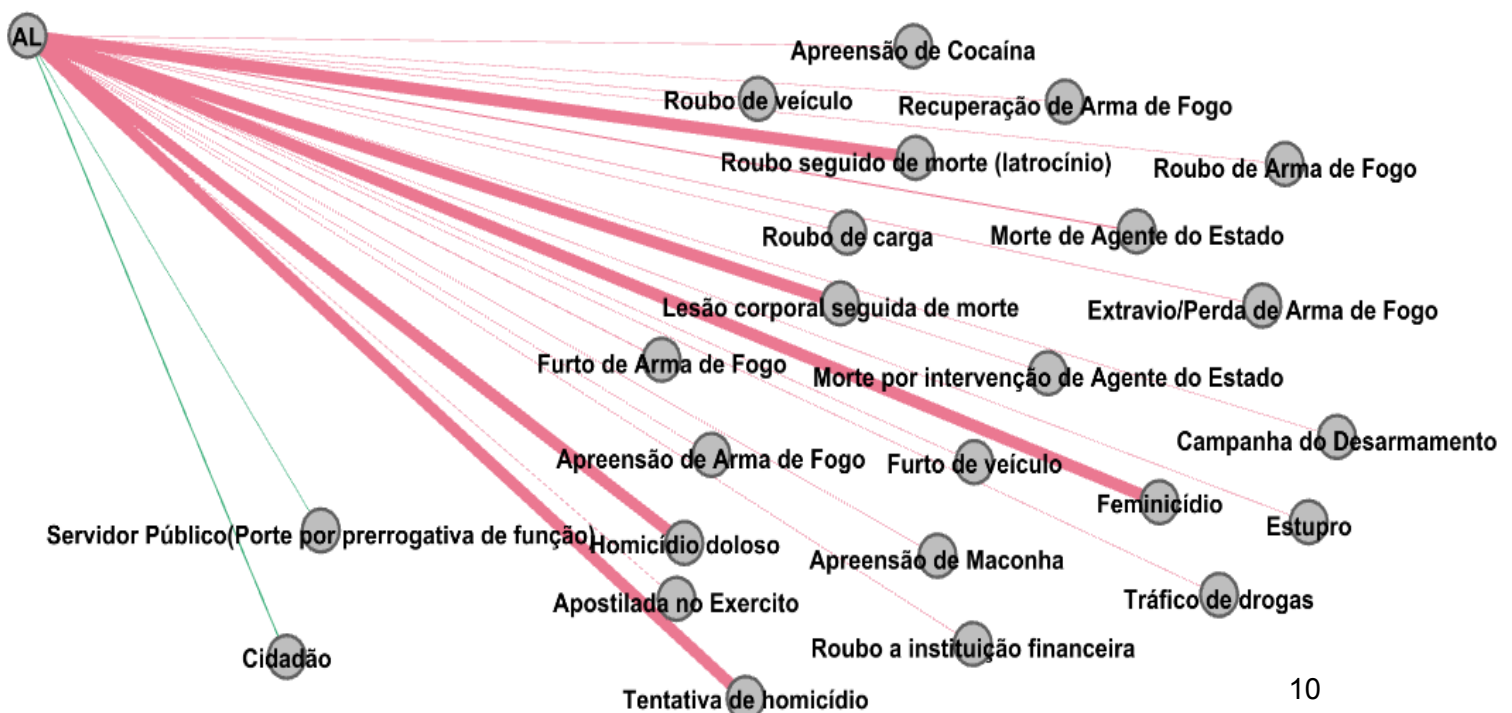 AL
Apreensão de Cocaína
Roubo de veículo
Recuperação de Arma de Fogo
Roubo seguido de morte (latrocínio)
Roubo de Arma de Fogo
Roubo de carga
Morte de Agente do Estado
Lesão corporal seguida de morte
Extravio/Perda de Arma de Fogo
Furto de Arma de Fogo
Morte por intervenção de Agente do Estado
Campanha do Desarmamento
Apreensão de Arma de Fogo
Furto de veículo
Feminicídio
Estupro
Servidor Público(Porte por prerrogativa de função)
Homicídio doloso
Apreensão de Maconha
Apostilada no Exercito
Tráfico de drogas
Cidadão
Roubo a instituição financeira
Tentativa de homicídio
10